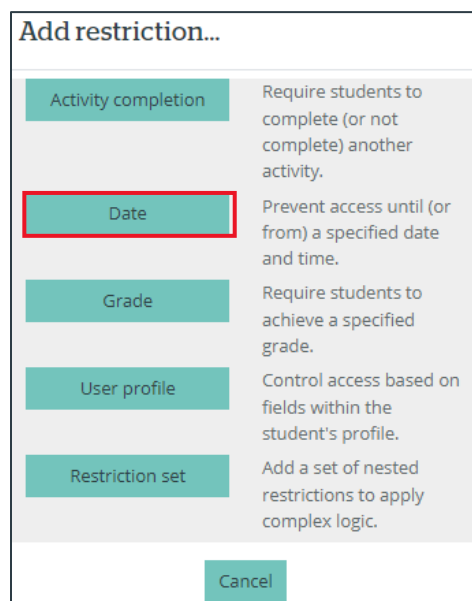 Add restriction...
Activity completion
Require students to
complete (or not
complete) another
activity.
Date
Prevent access until (or
from) a specified date
and time.
Grade
Require students to
achieve a specified
grade.
User profile
Control access based on
fields within the
student's profile.
Restriction set
Add a set of nested
restrictions to apply
complex logic.
Cancel